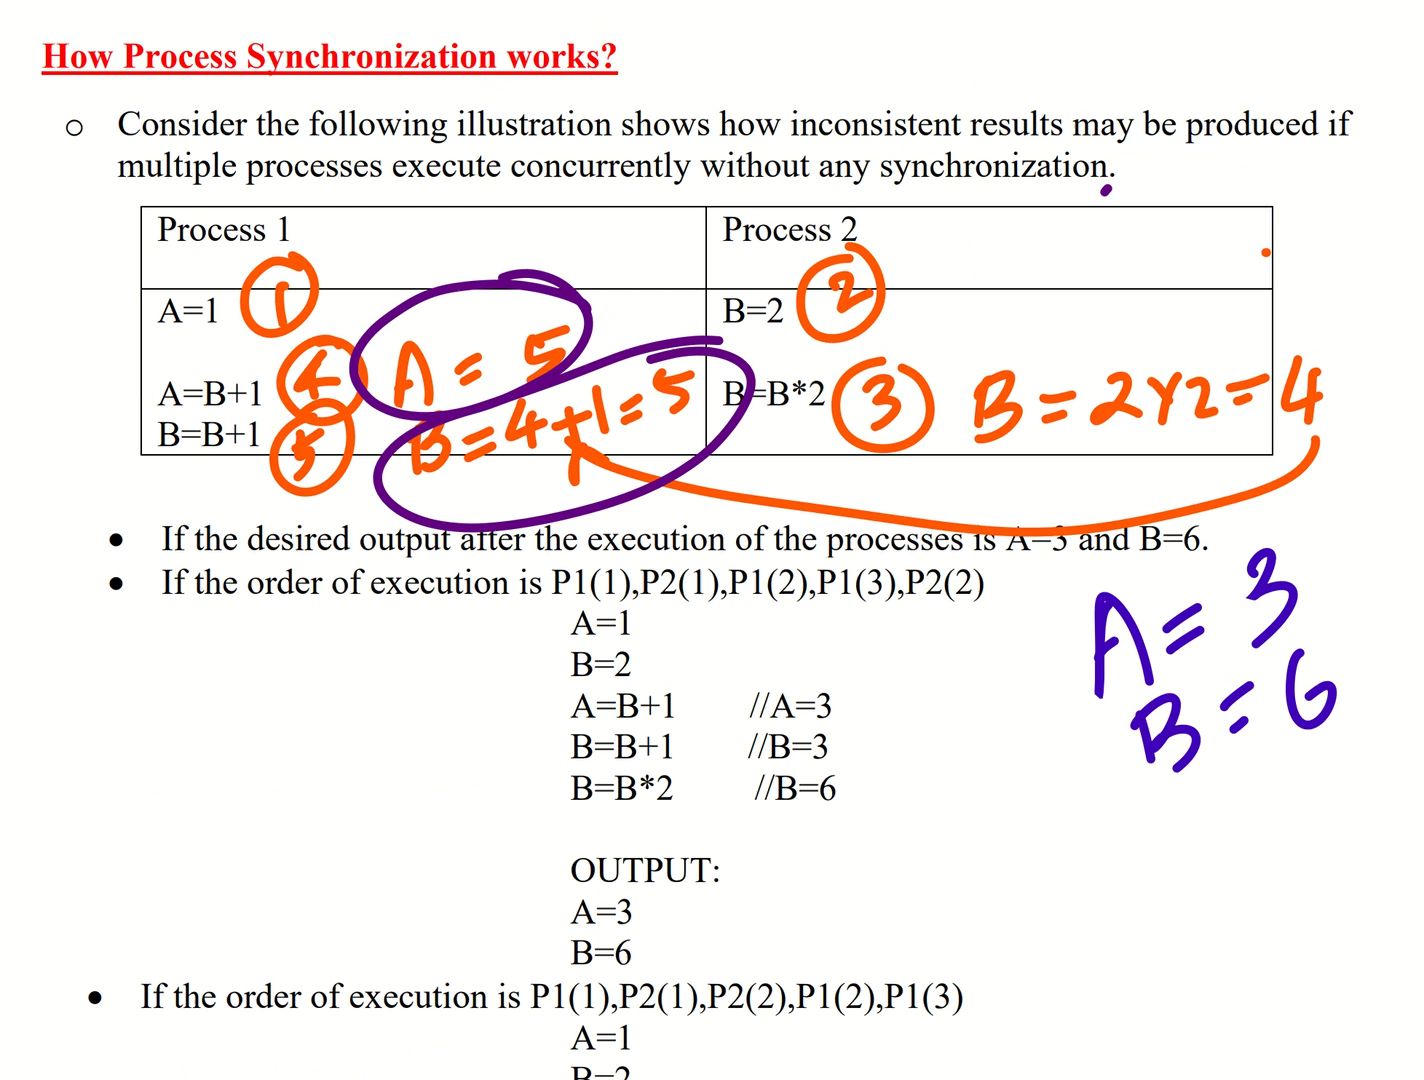 How Process Synchronization works?
o Consider the following illustration shows how inconsistent results may be produced if
multiple processes execute concurrently without any synchronization.
Process 1
Process 2
A=1 1
B=2 2
A=B+1 4 A = 5
B=B*2 3 B = 2x2 = 4
B=B+1 5 B = 4+1 = 5
• If the desired output after the execution of the processes is A=3 and B=6.
• If the order of execution is P1(1),P2(1),P1(2),P1(3),P2(2)
A=1
B=2
A=B+1 //A=3
B=B+1 //B=3
B=B*2 //B=6
A = 3
B = 6
OUTPUT:
A=3
B=6
• If the order of execution is P1(1),P2(1),P2(2),P1(2),P1(3)
A=1
B=2